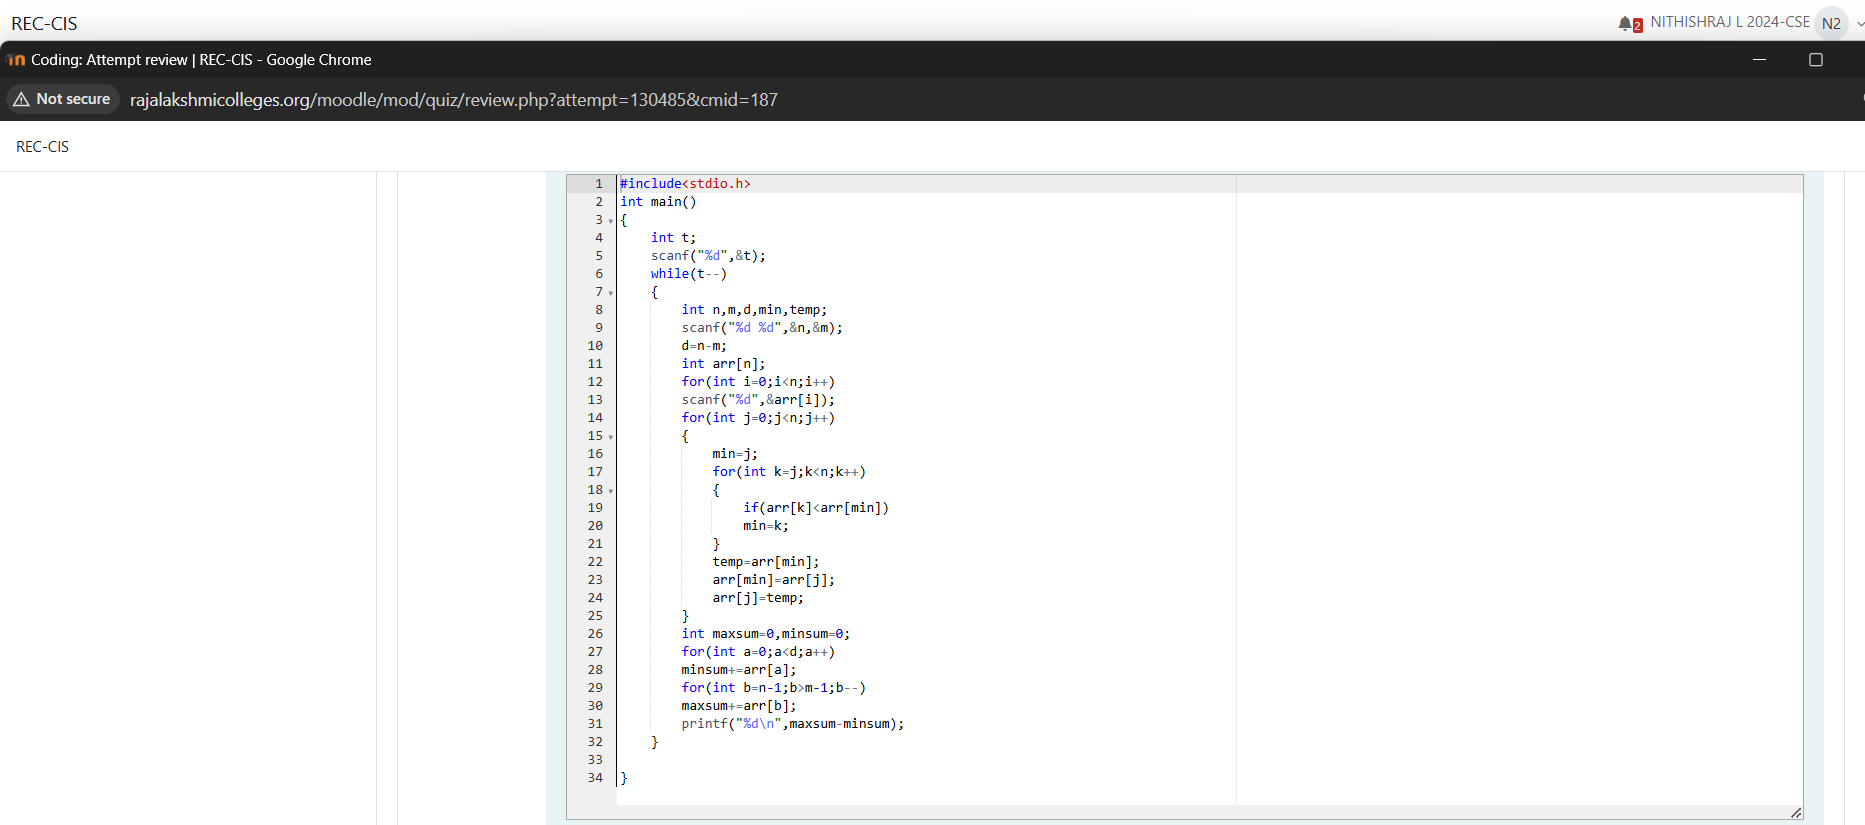 REC-CIS
2 NITHISHRAJ L 2024-CSE N2
Coding: Attempt review | REC-CIS - Google Chrome
Not secure rajalakshmicolleges.org/moodle/mod/quiz/review.php?attempt=130485&cmid=187
REC-CIS
1 #include<stdio.h>
2 int main()
3 {
4 int t;
5 scanf("%d",&t);
6 while(t--)
7 {
8 int n,m,d,min,temp;
9 scanf("%d %d",&n,&m);
10 d=n-m;
11 int arr[n];
12 for(int i=0;i<n;i++)
13 scanf("%d",&arr[i]);
14 for(int j=0;j<n;j++)
15 {
16 min=j;
17 for(int k=j;k<n;k++)
18 {
19 if(arr[k]<arr[min])
20 min=k;
21 }
22 temp=arr[min];
23 arr[min]=arr[j];
24 arr[j]=temp;
25 }
26 int maxsum=0,minsum=0;
27 for(int a=0;a<d;a++)
28 minsum+=arr[a];
29 for(int b=n-1;b>m-1;b--)
30 maxsum+=arr[b];
31 printf("%d\n",maxsum-minsum);
32 }
33
34 }